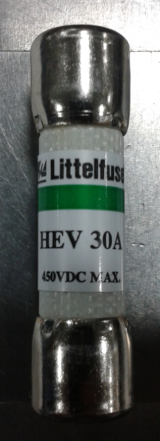 Littelfuse
HEV 30A
450VDC MAX.